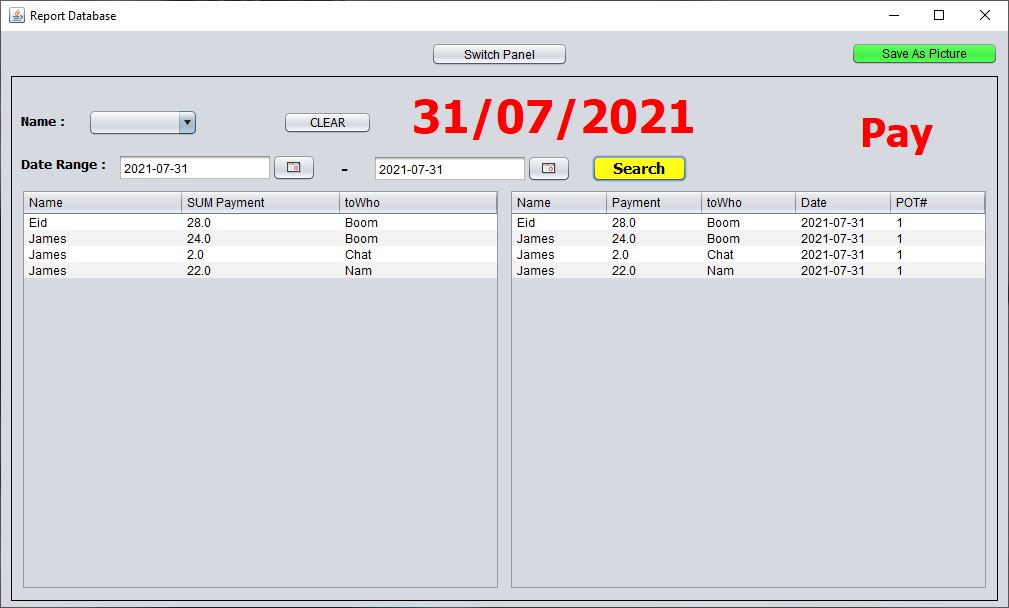 Report Database
Switch Panel
Save As Picture
Name :
CLEAR
31/07/2021
Pay
Date Range :
2021-07-31
-
2021-07-31
Search
Name SUM Payment toWho
Eid 28.0 Boom
James 24.0 Boom
James 2.0 Chat
James 22.0 Nam
Name Payment toWho Date POT#
Eid 28.0 Boom 2021-07-31 1
James 24.0 Boom 2021-07-31 1
James 2.0 Chat 2021-07-31 1
James 22.0 Nam 2021-07-31 1